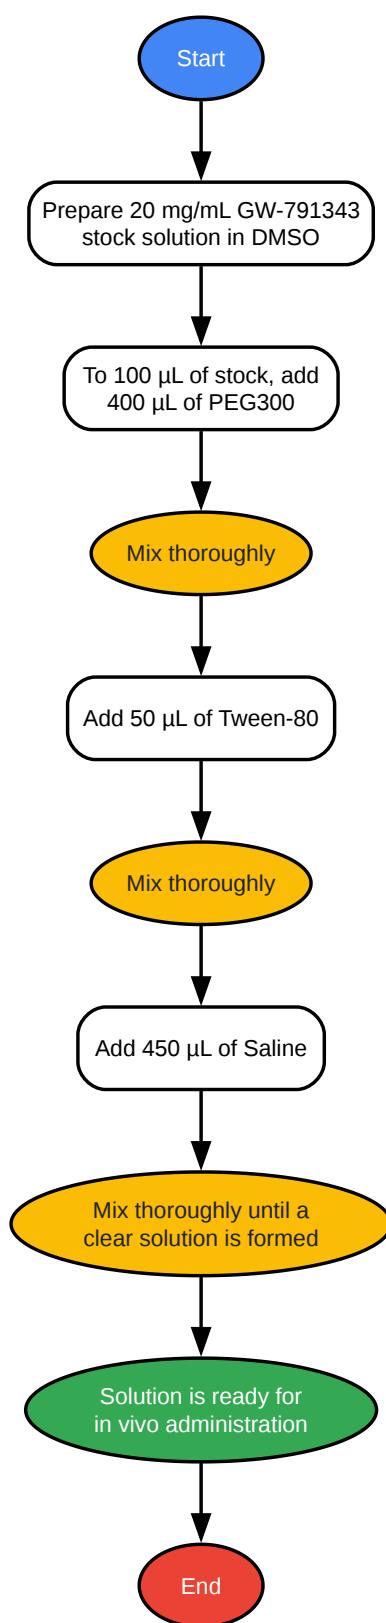 Start
Prepare 20 mg/mL GW-791343
stock solution in DMSO
To 100 µL of stock, add
400 µL of PEG300
Mix thoroughly
Add 50 µL of Tween-80
Mix thoroughly
Add 450 µL of Saline
Mix thoroughly until a
clear solution is formed
Solution is ready for
in vivo administration
End